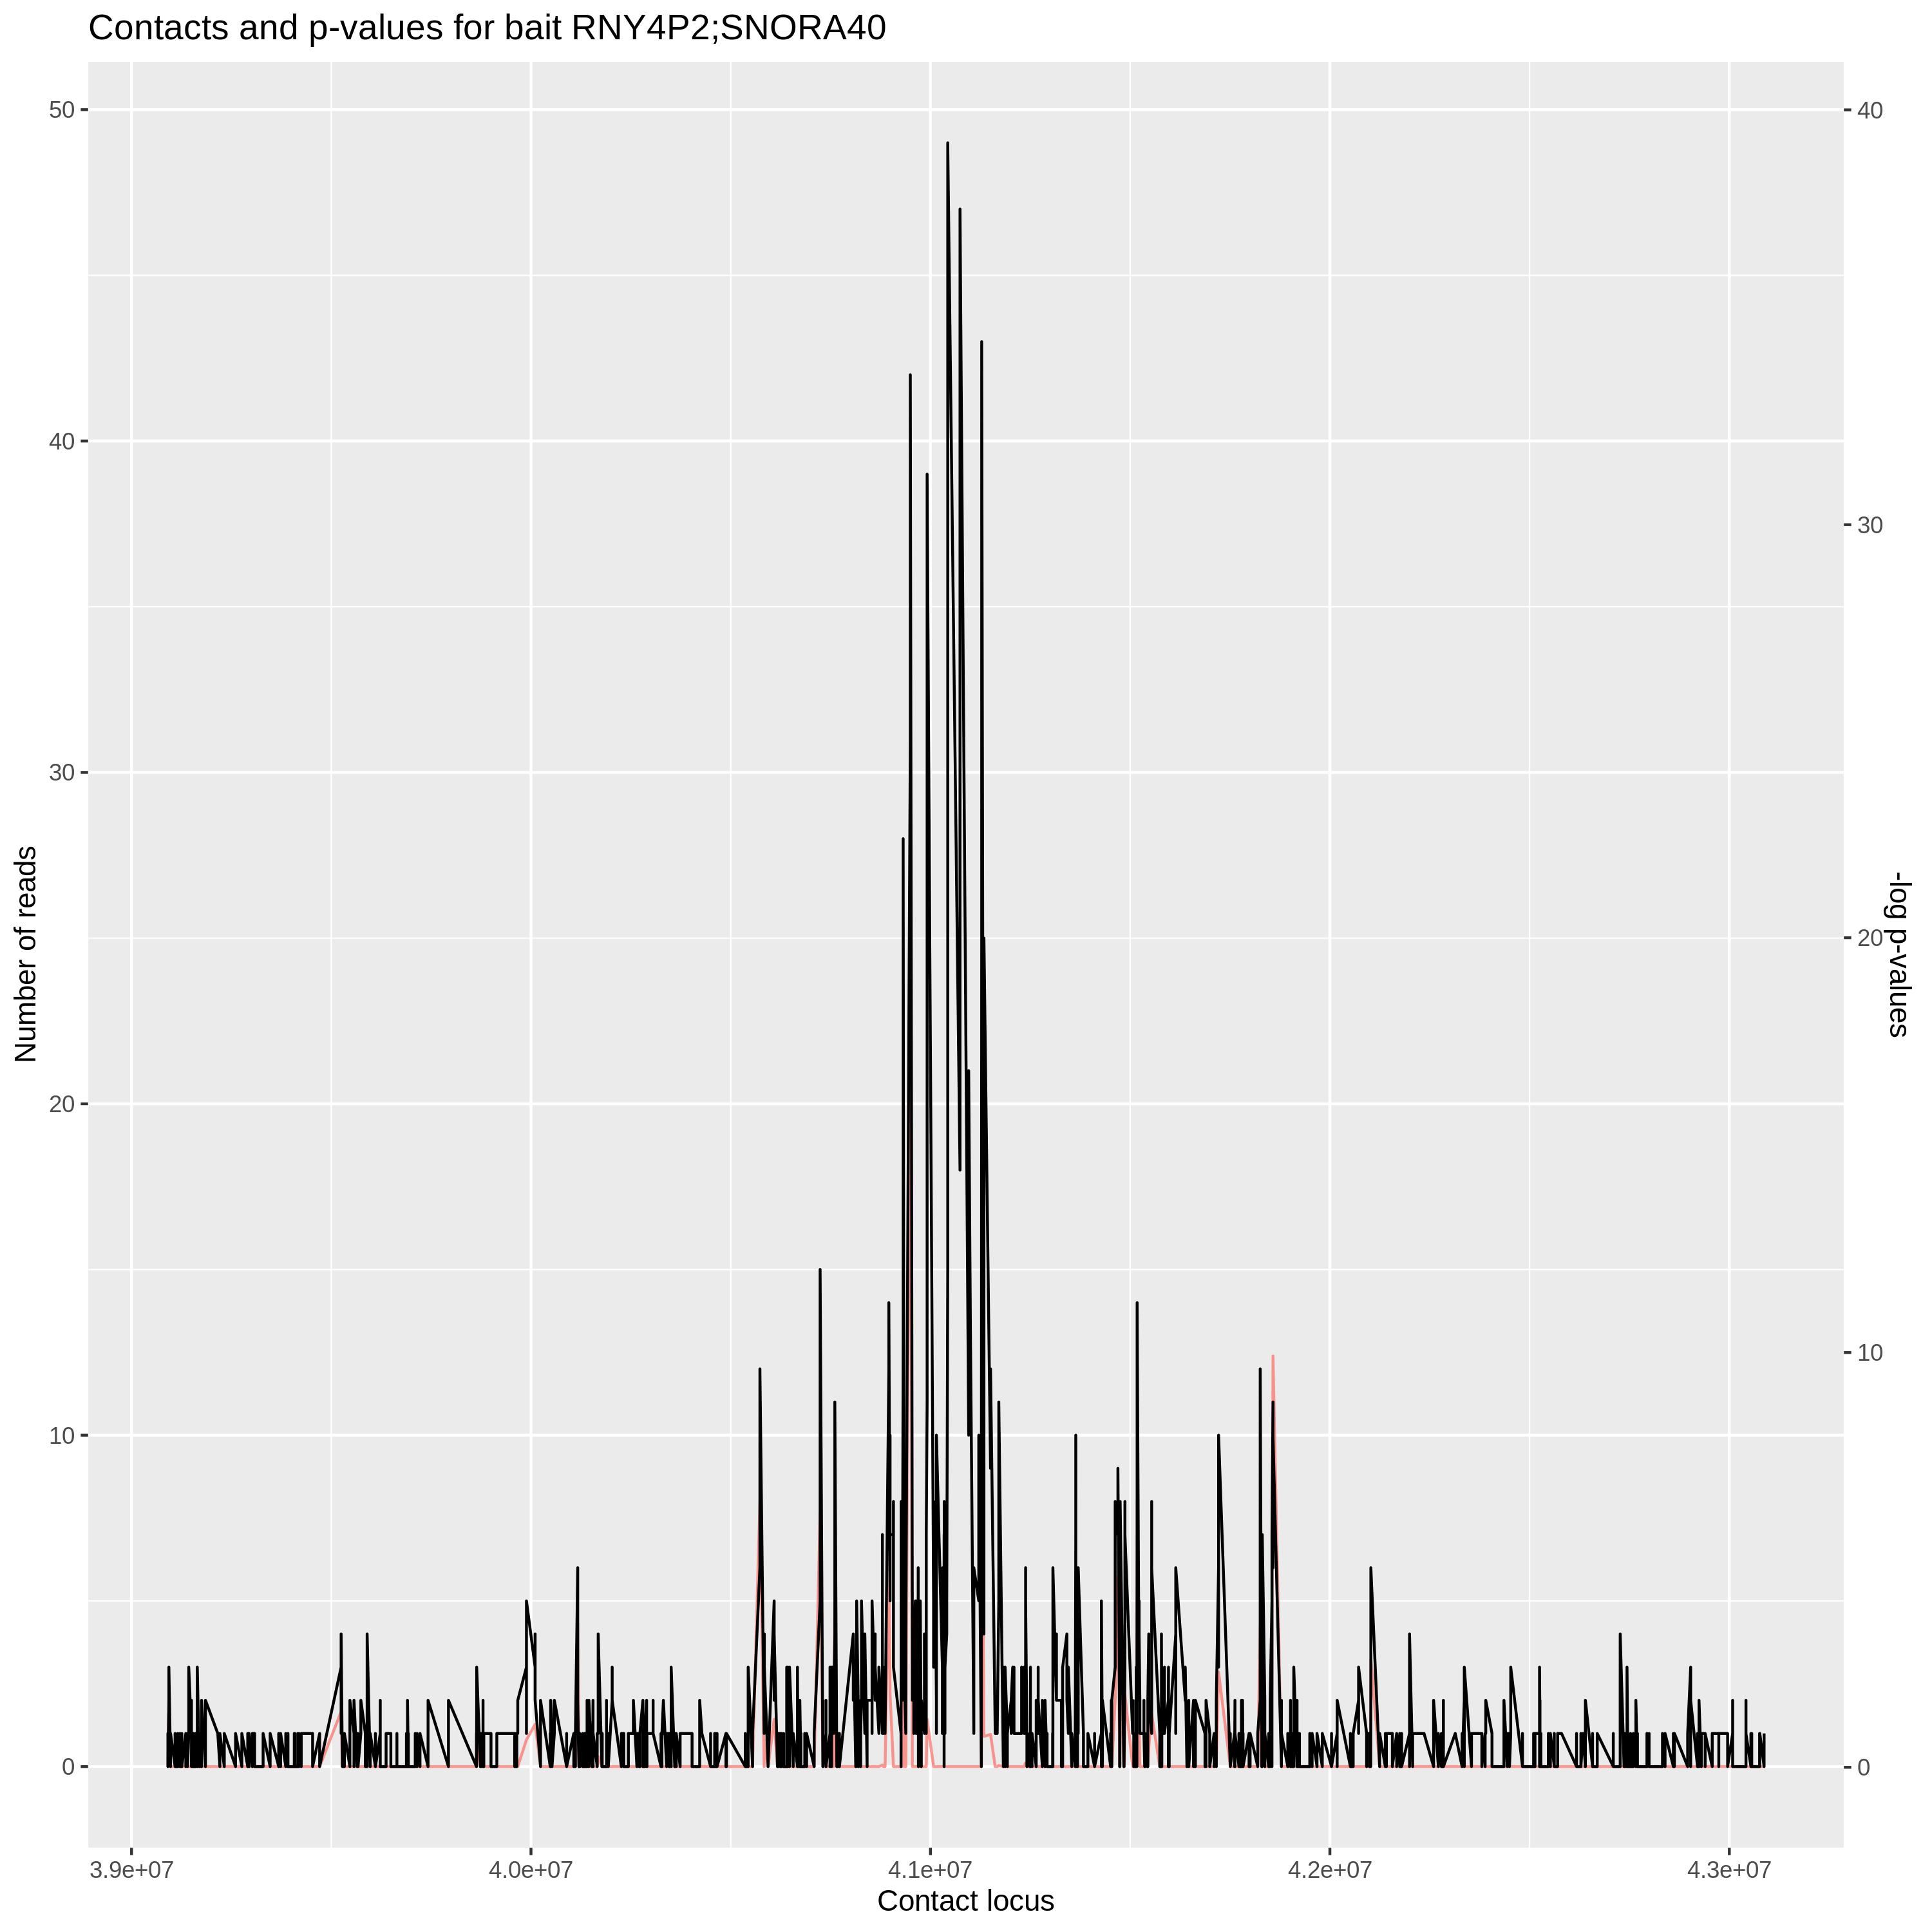 Contacts and p-values for bait RNY4P2;SNORA40
50
40
30
20
10
0
Number of reads
40
30
20
10
0
-log p-values
3.9e+07 4.0e+07 4.1e+07 4.2e+07 4.3e+07
Contact locus